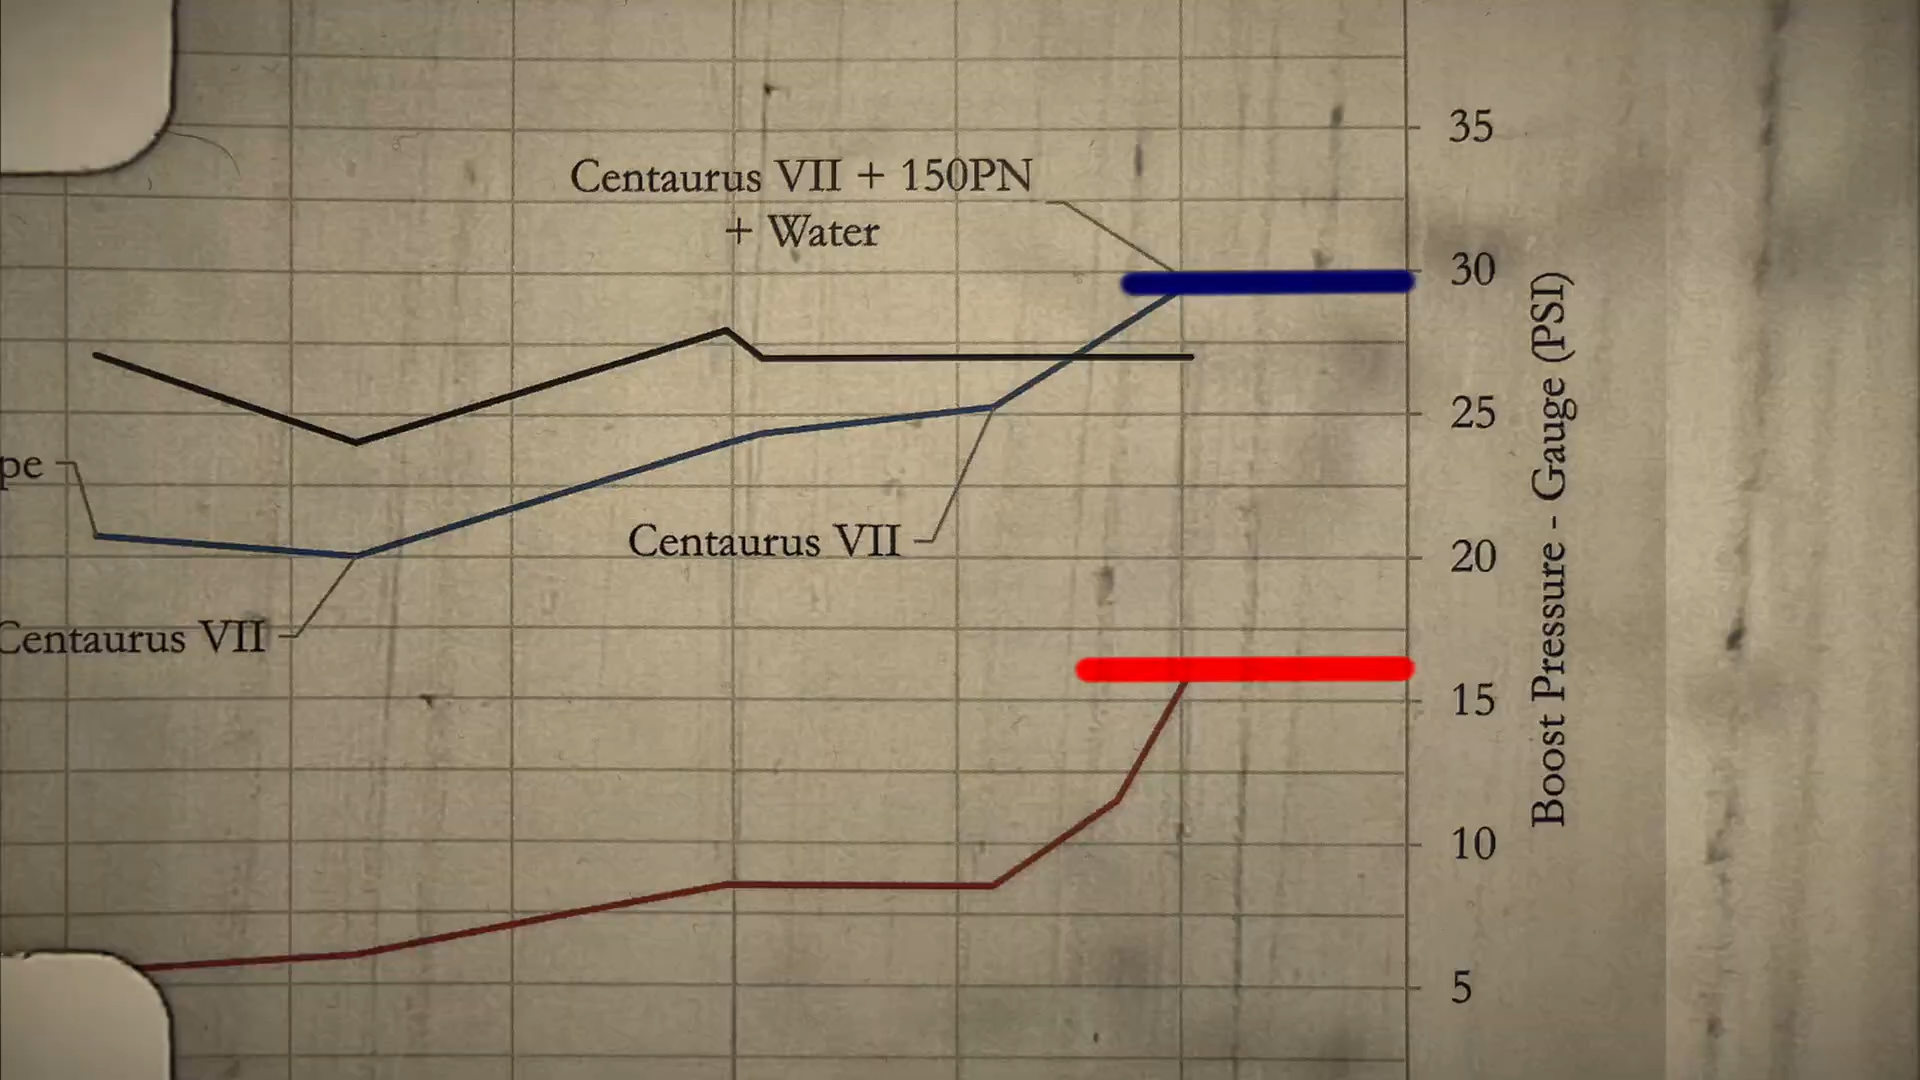 35
Centaurus VII + 150PN
+ Water
30
25
pe
Centaurus VII
20
Centaurus VII
15
10
5
Boost Pressure - Gauge (PSI)